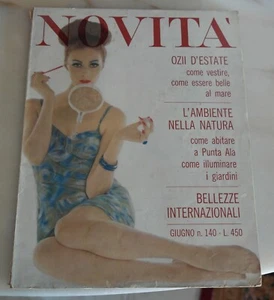 NOVITÀ
OZII D'ESTATE
come vestire,
come essere belle
al mare
L'AMBIENTE
NELLA NATURA
come abitare
a Punta Ala
come illuminare
i giardini
BELLEZZE
INTERNAZIONALI
GIUGNO n. 140 - L. 450